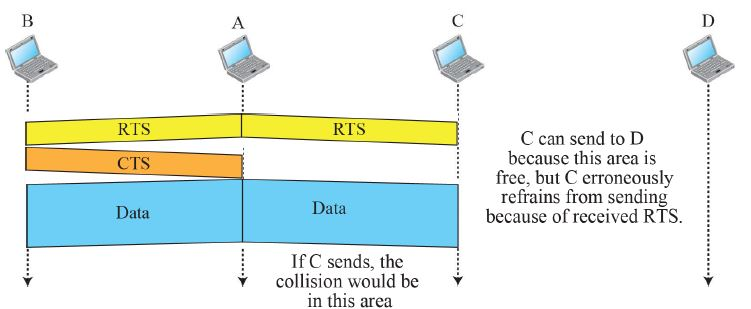 B
A
C
D
RTS
RTS
CTS
Data
Data
C can send to D
because this area is
free, but C erroneously
refrains from sending
because of received RTS.
If C sends, the
collision would be
in this area